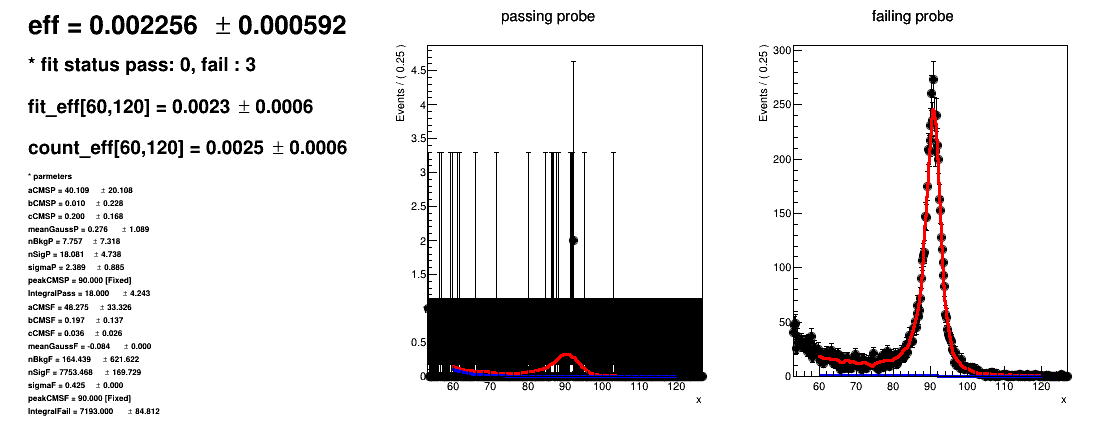 eff = 0.002256 ± 0.000592
* fit status pass: 0, fail : 3
fit_eff[60,120] = 0.0023 ± 0.0006
count_eff[60,120] = 0.0025 ± 0.0006
* parmeters
aCMSP = 40.109 ± 20.108
bCMSP = 0.010 ± 0.228
cCMSP = 0.200 ± 0.168
meanGaussP = 0.276 ± 1.089
nBkgP = 7.757 ± 7.318
nSigP = 18.081 ± 4.738
sigmaP = 2.389 ± 0.885
peakCMSP = 90.000 [Fixed]
IntegralPass = 18.000 ± 4.243
aCMSF = 48.275 ± 33.326
bCMSF = 0.197 ± 0.137
cCMSF = 0.036 ± 0.026
meanGaussF = -0.084 ± 0.000
nBkgF = 164.439 ± 621.622
nSigF = 7753.468 ± 169.729
sigmaF = 0.425 ± 0.000
peakCMSF = 90.000 [Fixed]
IntegralFail = 7193.000 ± 84.812
passing probe
Events / ( 0.25 )
4.5
4
3.5
3
2.5
2
1.5
0.5
0
60 70 80 90 100 110 120
x
failing probe
Events / ( 0.25 )
300
250
200
150
100
50
0
60 70 80 90 100 110 120
x